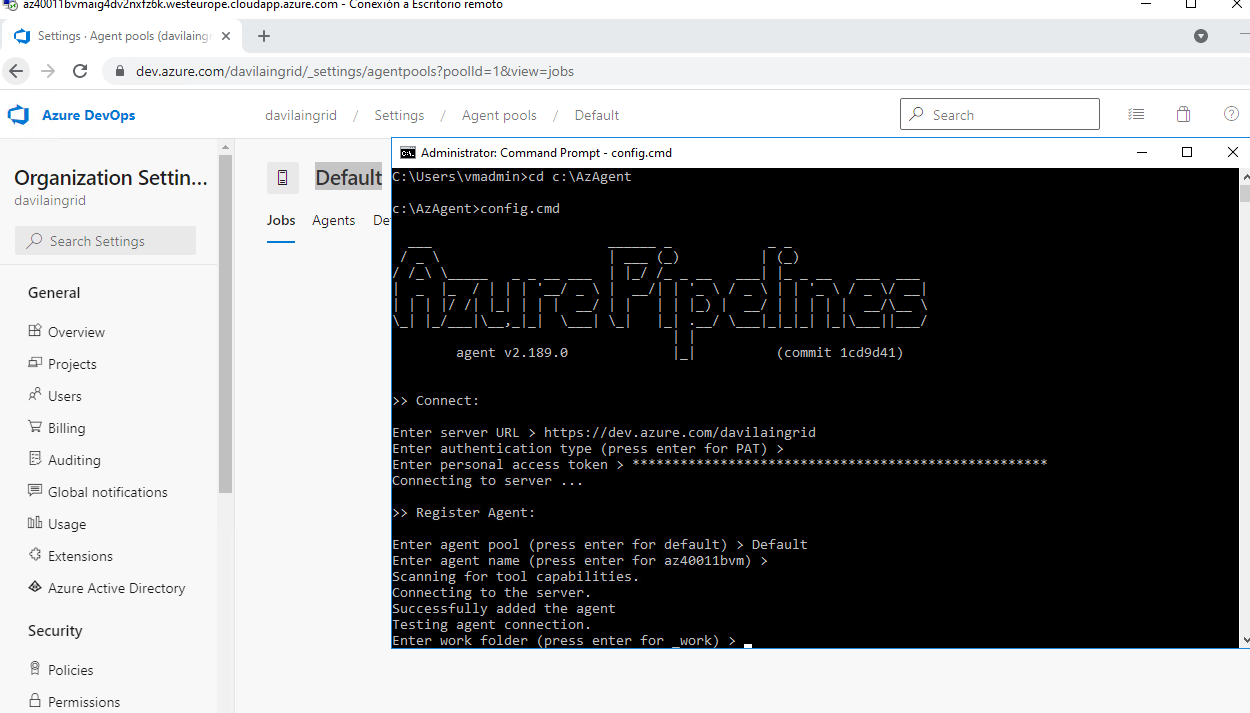 az40011bvmaig4dv2nxfz6k.westeurope.cloudapp.azure.com - Conexión a Escritorio remoto
Settings · Agent pools (davilaingri
dev.azure.com/davilaingrid/_settings/agentpools?poolId=1&view=jobs
Azure DevOps
davilaingrid / Settings / Agent pools / Default
Search
Organization Settin...
davilaingrid
Search Settings
General
Overview
Projects
Users
Billing
Auditing
Global notifications
Usage
Extensions
Azure Active Directory
Security
Policies
Permissions
Default
Jobs Agents De
Administrator: Command Prompt - config.cmd
C:\Users\vmadmin>cd c:\AzAgent
c:\AzAgent>config.cmd
Azure Pipelines
agent v2.189.0 (commit 1cd9d41)
>> Connect:
Enter server URL > https://dev.azure.com/davilaingrid
Enter authentication type (press enter for PAT) >
Enter personal access token > ****************************************************
Connecting to server ...
>> Register Agent:
Enter agent pool (press enter for default) > Default
Enter agent name (press enter for az40011bvm) >
Scanning for tool capabilities.
Connecting to the server.
Successfully added the agent
Testing agent connection.
Enter work folder (press enter for _work) >